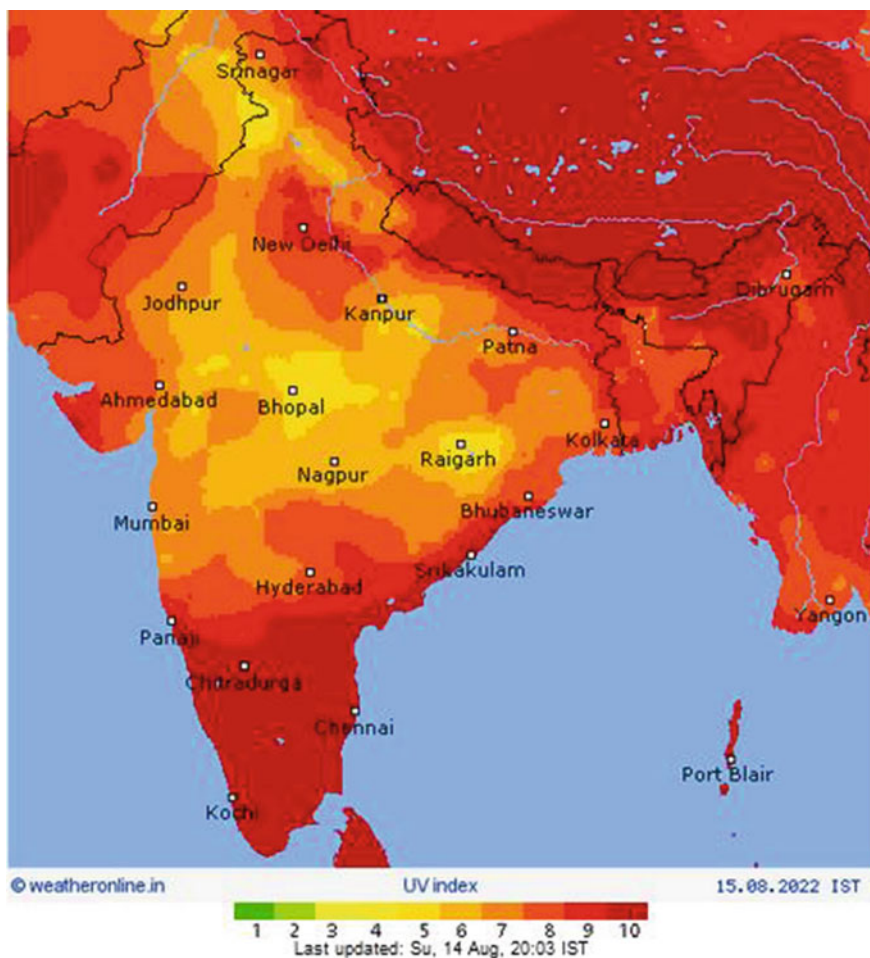 Srinagar
New Delhi
Jodhpur
Kanpur
Dibrugarh
Patna
Ahmedabad
Bhopal
Kolkata
Raigarh
Nagpur
Bhubaneswar
Mumbai
Srikakulam
Hyderabad
Yangon
Panaji
Chitradurga
Chennai
Port Blair
Kochi
© weatheronline.in UV index 15.08.2022 IST
1 2 3 4 5 6 7 8 9 10
Last updated: Su, 14 Aug, 20:03 IST